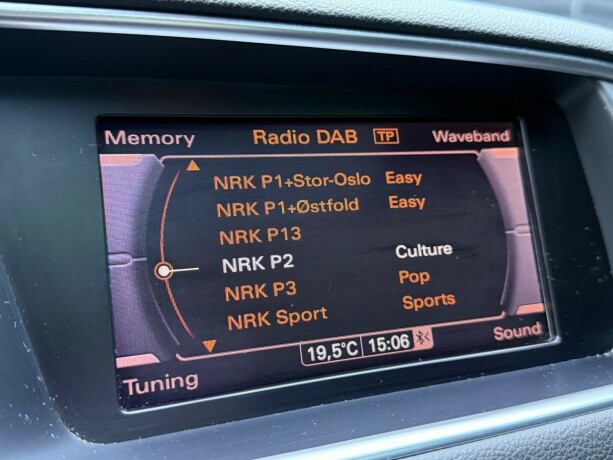 Memory Radio DAB TP Waveband
NRK P1+Stor-Oslo Easy
NRK P1+Østfold Easy
NRK P13
NRK P2 Culture
NRK P3 Pop
NRK Sport Sports
19,5°C 15:06
Tuning Sound